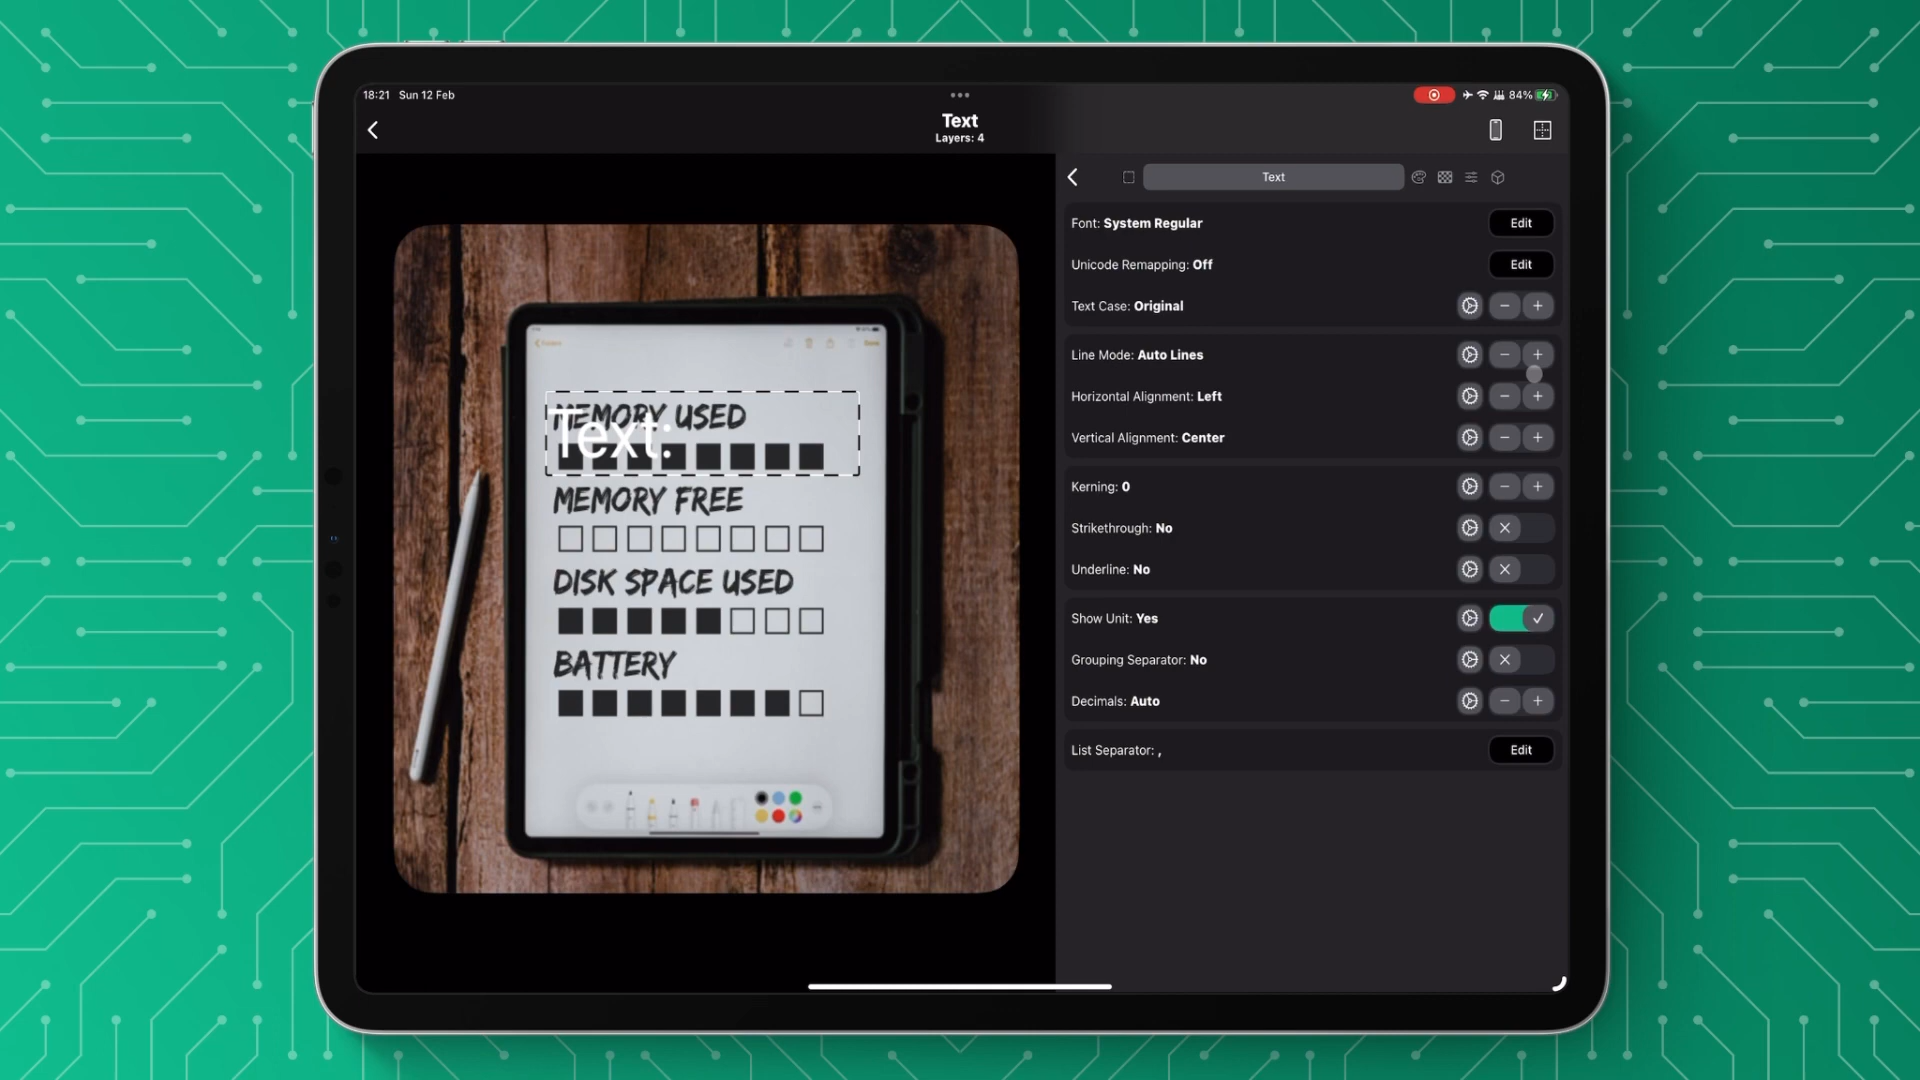 18:21 Sun 12 Feb
84%
Text
Layers: 4
Text
Font: System Regular
Edit
Unicode Remapping: Off
Edit
Text Case: Original
Line Mode: Auto Lines
Horizontal Alignment: Left
Vertical Alignment: Center
Kerning: 0
Strikethrough: No
Underline: No
Show Unit: Yes
Grouping Separator: No
Decimals: Auto
List Separator: ,
Edit
MEMORY USED
Text:
MEMORY FREE
DISK SPACE USED
BATTERY